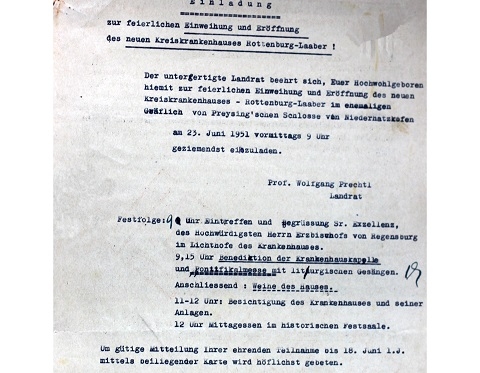 Einladung
zur feierlichen Einweihung und Eröffnung
des neuen Kreiskrankenhauses Rottenburg-Laaber !
Der unterfertigte Landrat beehrt sich, Euer Hochwohlgeboren
hiemit zur feierlichen Einweihung und Eröffnung des neuen
Kreiskrankenhauses - Rottenburg-Laaber im ehemaligen
Gräflich von Preysing'schen Schlosse von Niederhatzkofen
am 23. Juni 1951 vormittags 9 Uhr
geziemendst einzuladen.
Prof. Wolfgang Prechtl
Landrat
Festfolge: 9 Uhr Eintreffen und Begrüssung Sr. Exzellenz,
des Hochwürdigsten Herrn Erzbischofs von Regensburg
im Lichthofe des Krankenhauses.
9,15 Uhr Benediktion der Krankenhauskapelle
und Pontifikalmesse mit liturgischen Gesängen.
Anschliessend : Weihe des Hauses.
11-12 Uhr: Besichtigung des Krankenhauses und seiner
Anlagen.
12 Uhr Mittagessen im historischen Festsaale.
Um gütige Mitteilung Ihrer ehrenden Teilnahme bis 18. Juni l.J.
mittels beiliegender Karte wird höflichst gebeten.